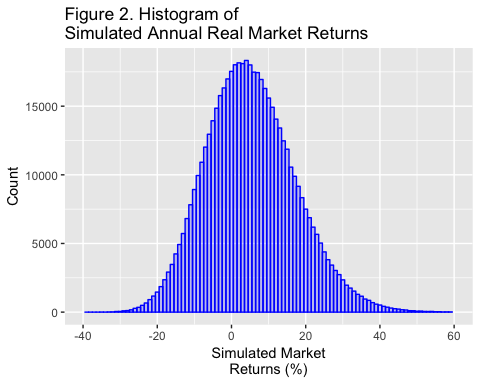 Figure 2. Histogram of
Simulated Annual Real Market Returns
15000
10000
5000
0
Count
-40
-20
0
20
40
60
Simulated Market
Returns (%)